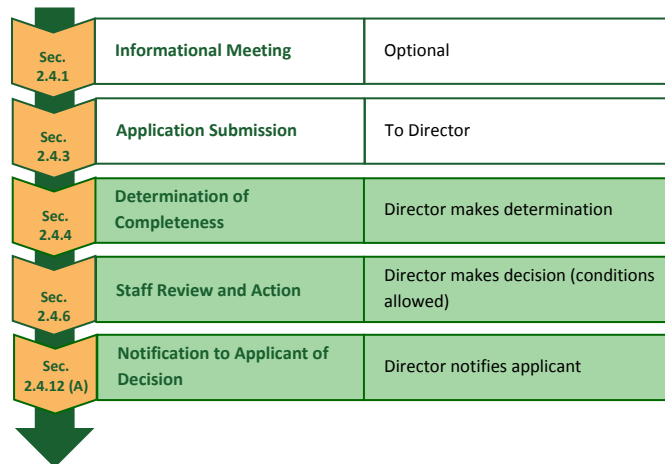 Sec.
2.4.1
Informational Meeting
Optional
Sec.
2.4.3
Application Submission
To Director
Sec.
2.4.4
Determination of
Completeness
Director makes determination
Sec.
2.4.6
Staff Review and Action
Director makes decision (conditions
allowed)
Sec.
2.4.12 (A)
Notification to Applicant of
Decision
Director notifies applicant